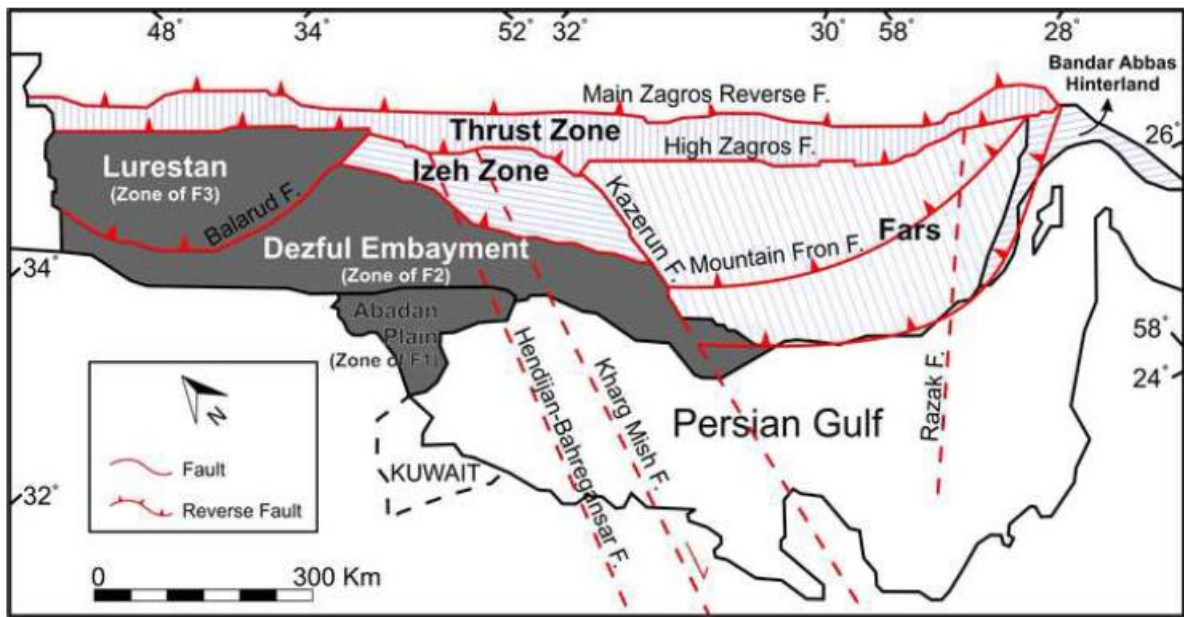 48° 34° 52° 32° 30° 58° 28°
Bandar Abbas
Hinterland
Main Zagros Reverse F.
Thrust Zone
High Zagros F.
26°
Lurestan
(Zone of F3)
Izeh Zone
Balarud F.
Kazerun F.
Fars
Dezful Embayment
(Zone of F2)
Mountain Fron F.
34°
Abadan
Plain
(Zone of F1)
58°
24°
Hendijan-Bahregansar F.
Kharg Mish F.
Razak F.
Persian Gulf
N
Fault
Reverse Fault
KUWAIT
32°
0 300 Km